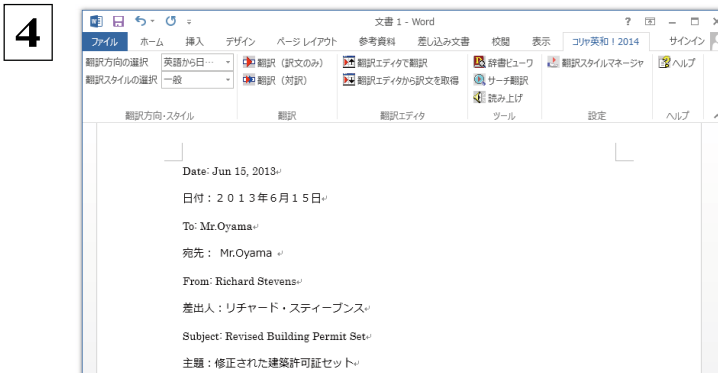 4
文書 1 - Word
ファイル ホーム 挿入 デザイン ページ レイアウト 参考資料 差し込み文書 校閲 表示 コリャ英和！2014 サインイン
翻訳方向の選択 英語から日… 翻訳（訳文のみ） 翻訳エディタで翻訳 辞書ビューワ 翻訳スタイルマネージャ ヘルプ
翻訳スタイルの選択 一般 翻訳（対訳） 翻訳エディタから訳文を取得 サーチ翻訳
読み上げ
翻訳方向・スタイル 翻訳 翻訳エディタ ツール 設定 ヘルプ
Date: Jun 15, 2013
日付：２０１３年６月１５日
To: Mr.Oyama
宛先： Mr.Oyama
From: Richard Stevens
差出人：リチャード・スティーブンス
Subject: Revised Building Permit Set
主題：修正された建築許可証セット